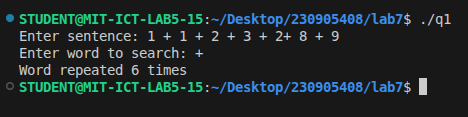 STUDENT@MIT-ICT-LAB5-15:~/Desktop/230905408/lab7$ ./q1
Enter sentence: 1 + 1 + 2 + 3 + 2+ 8 + 9
Enter word to search: +
Word repeated 6 times
STUDENT@MIT-ICT-LAB5-15:~/Desktop/230905408/lab7$